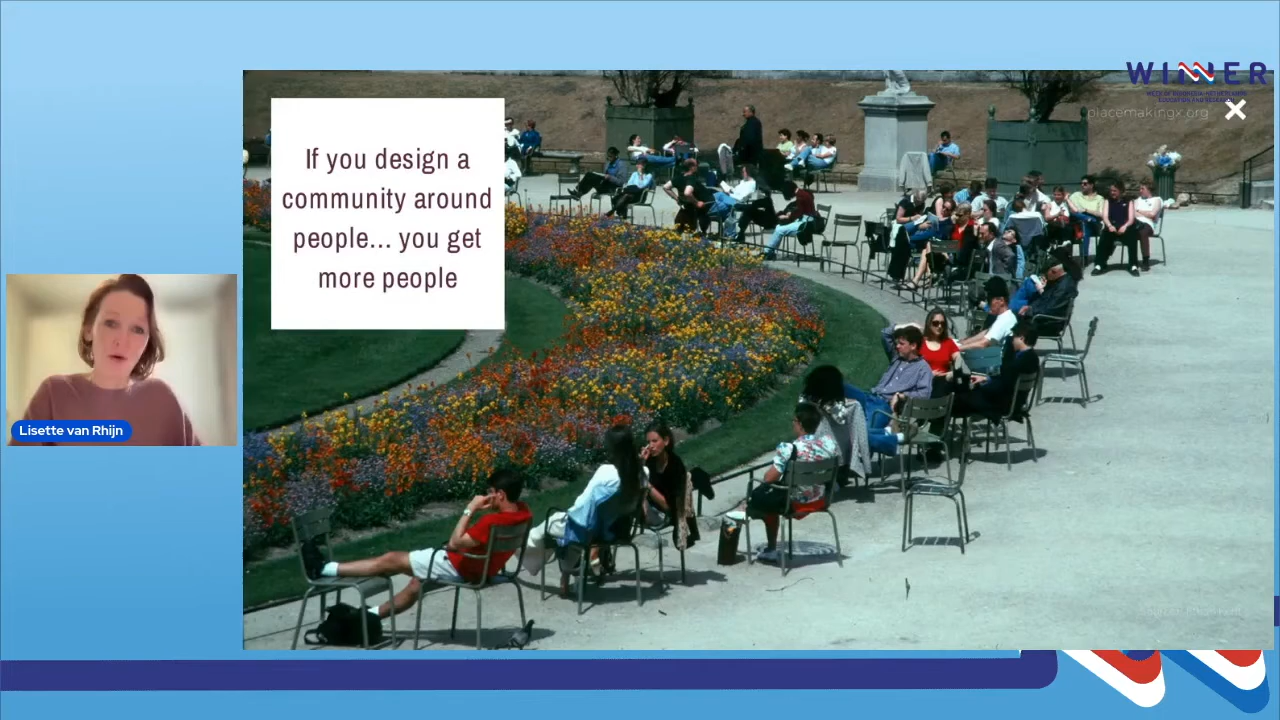 WINNER
placemakingx.org
If you design a
community around
people... you get
more people
Lisette van Rhijn